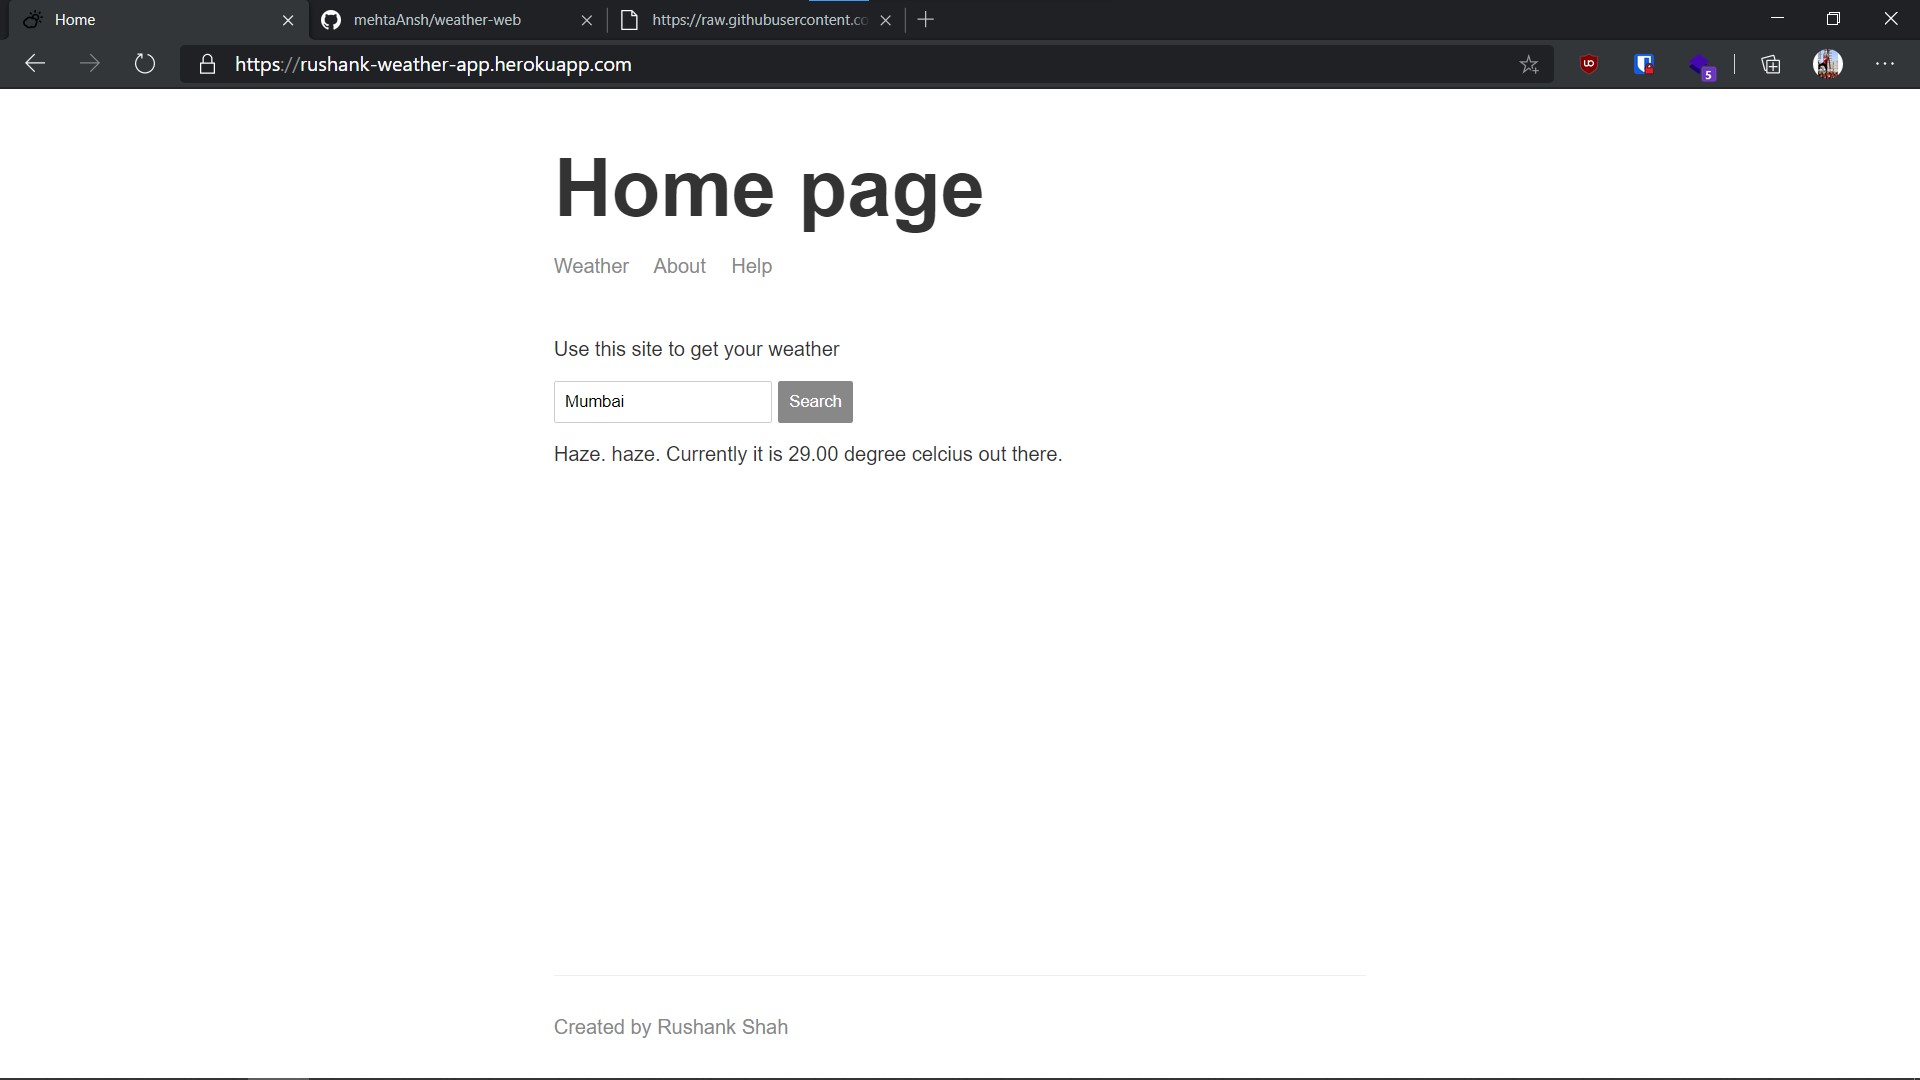 Home
mehtaAnsh/weather-web
https://raw.githubusercontent.co
https://rushank-weather-app.herokuapp.com
5
Home page
Weather About Help
Use this site to get your weather
Mumbai
Search
Haze. haze. Currently it is 29.00 degree celcius out there.
Created by Rushank Shah